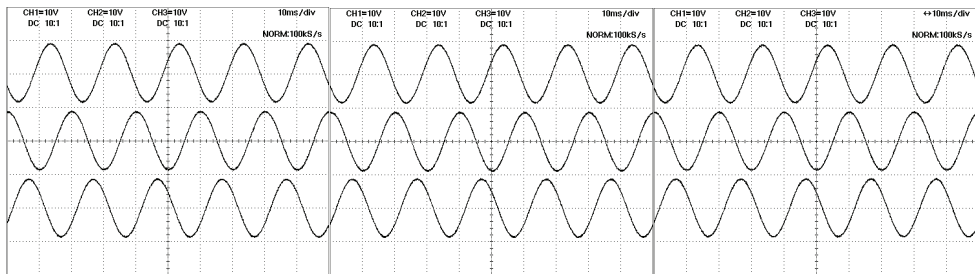 CH1=10V CH2=10V CH3=10V 10ms/div
DC 10:1 DC 10:1 DC 10:1
NORM:100kS/s
CH1=10V CH2=10V CH3=10V 10ms/div
DC 10:1 DC 10:1 DC 10:1
NORM:100kS/s
CH1=10V CH2=10V CH3=10V ↔10ms/div
DC 10:1 DC 10:1 DC 10:1
NORM:100kS/s